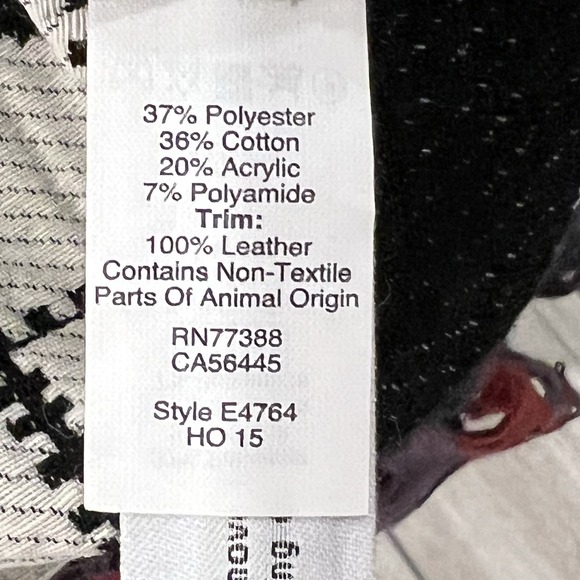 37% Polyester
36% Cotton
20% Acrylic
7% Polyamide
Trim:
100% Leather
Contains Non-Textile
Parts Of Animal Origin
RN77388
CA56445
Style E4764
HO 15